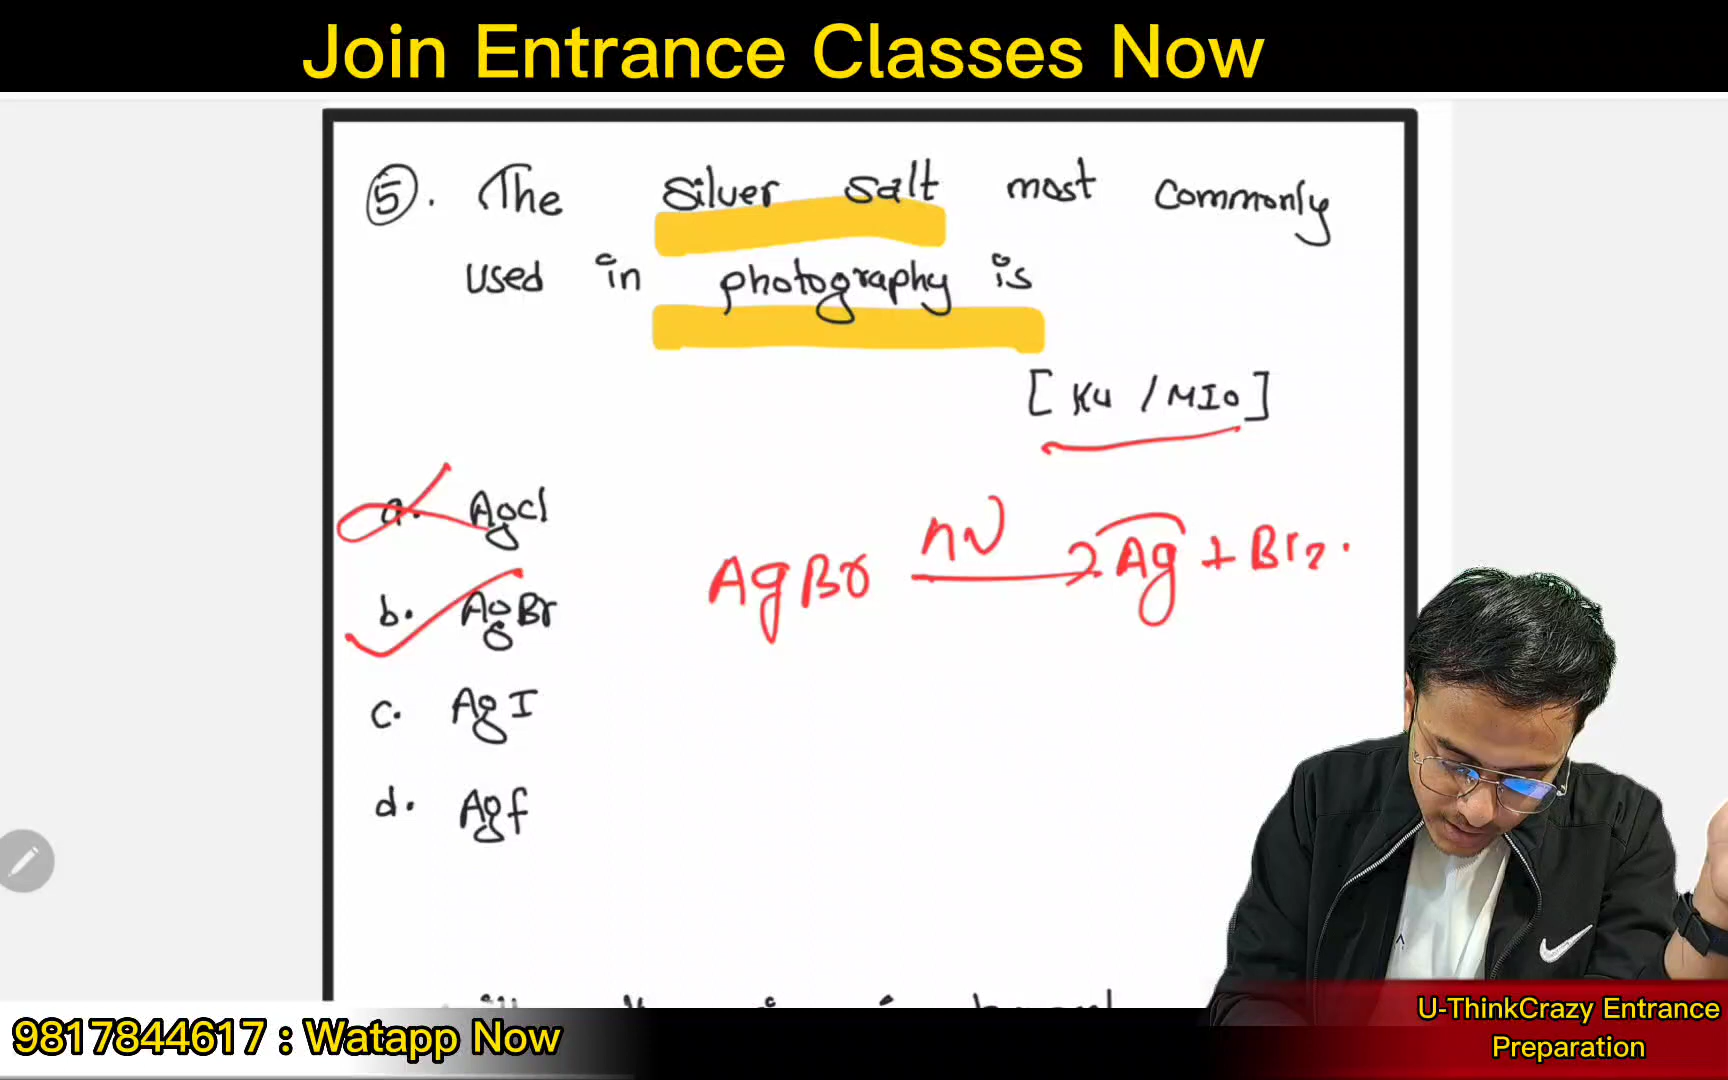 Join Entrance Classes Now
5. The Silver salt most commonly
used in photography is
[KU / MIO]
a. Agcl
b. AgBr
c. AgI
d. Agf
AgBr hν → Ag + Br2.
9817844617 : Watapp Now
U-ThinkCrazy Entrance
Preparation